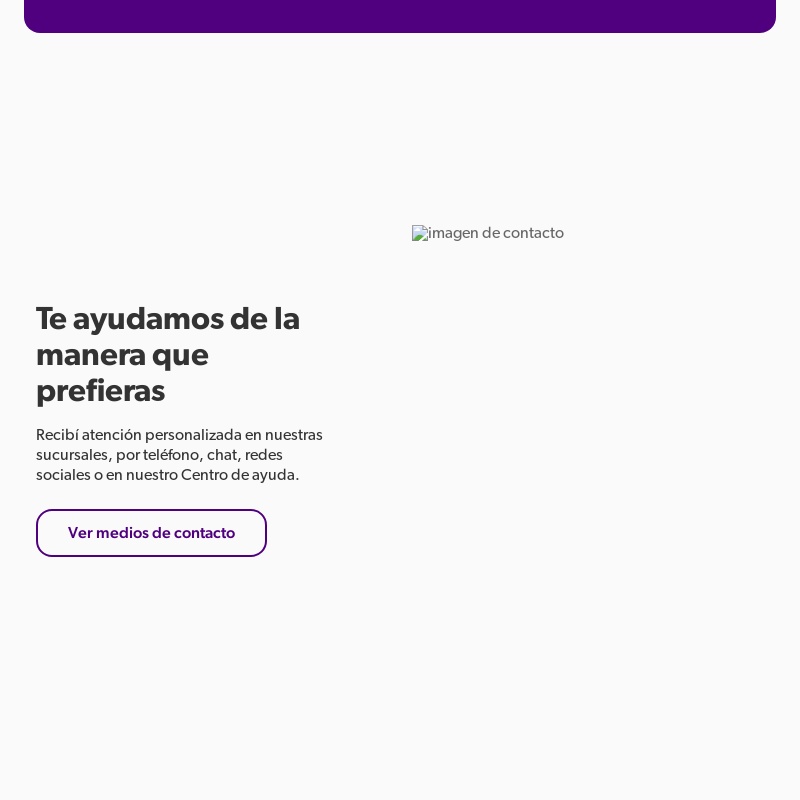 imagen de contacto
Te ayudamos de la
manera que
prefieras
Recibí atención personalizada en nuestras
sucursales, por teléfono, chat, redes
sociales o en nuestro Centro de ayuda.
Ver medios de contacto